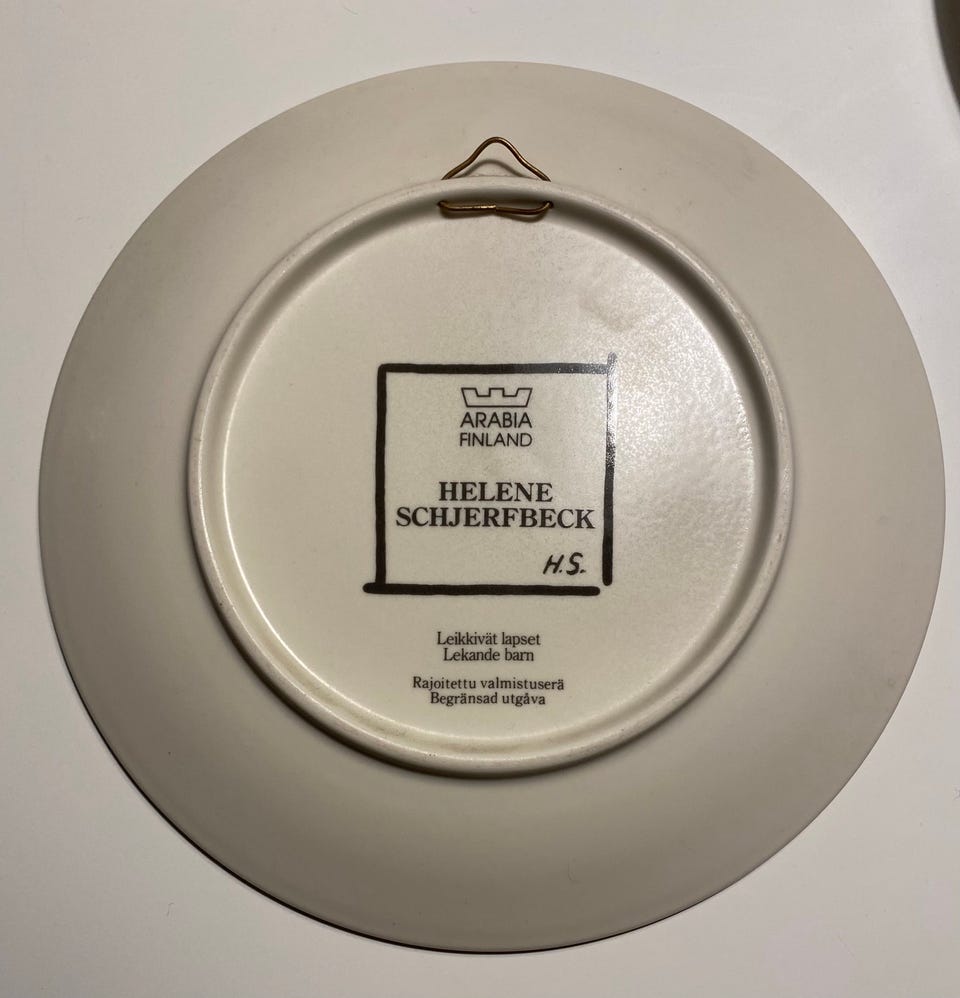 ARABIA
FINLAND
HELENE
SCHJERFBECK
H.S.
Leikkivät lapset
Lekande barn
Rajoitettu valmistuserä
Begränsad utgåva